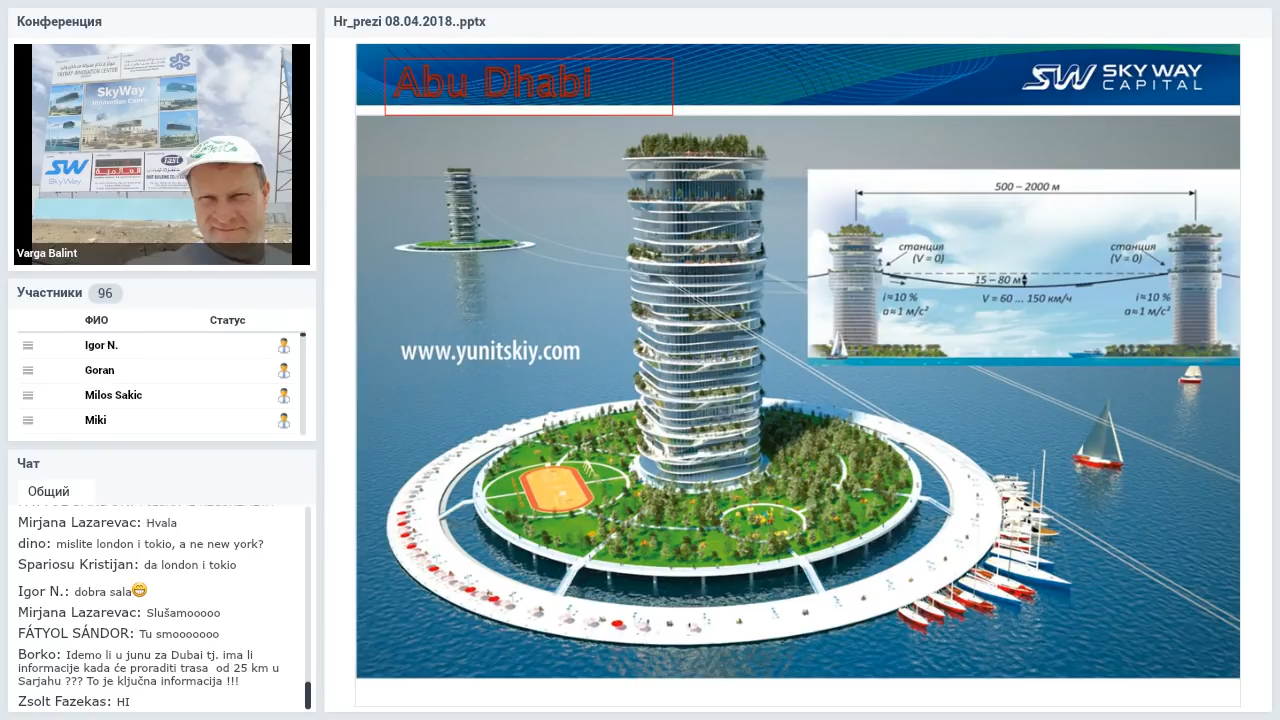 Конференция
SkyWay
Innovation Centre
SW
SkyWay
Varga Balint
Участники 96
ФИО Статус
Igor N.
Goran
Milos Sakic
Miki
Чат
Общий
Mirjana Lazarevac: Hvala
dino: mislite london i tokio, a ne new york?
Spariosu Kristijan: da london i tokio
Igor N.: dobra sala😁
Mirjana Lazarevac: Slušamooooo
FÁTYOL SÁNDOR: Tu smooooooo
Borko: Idemo li u junu za Dubai tj. ima li
informacije kada će proraditi trasa od 25 km u
Sarjahu ??? To je ključna informacija !!!
Zsolt Fazekas: HI
Hr_prezi 08.04.2018..pptx
Abu Dhabi
SW SKY WAY
CAPITAL
500 – 2000 м
станция
(V = 0)
станция
(V = 0)
15 – 80 м
i ≈ 10 %
a ≈ 1 м/с²
V = 60 ... 150 км/ч
i ≈ 10 %
a ≈ 1 м/с²
www.yunitskiy.com